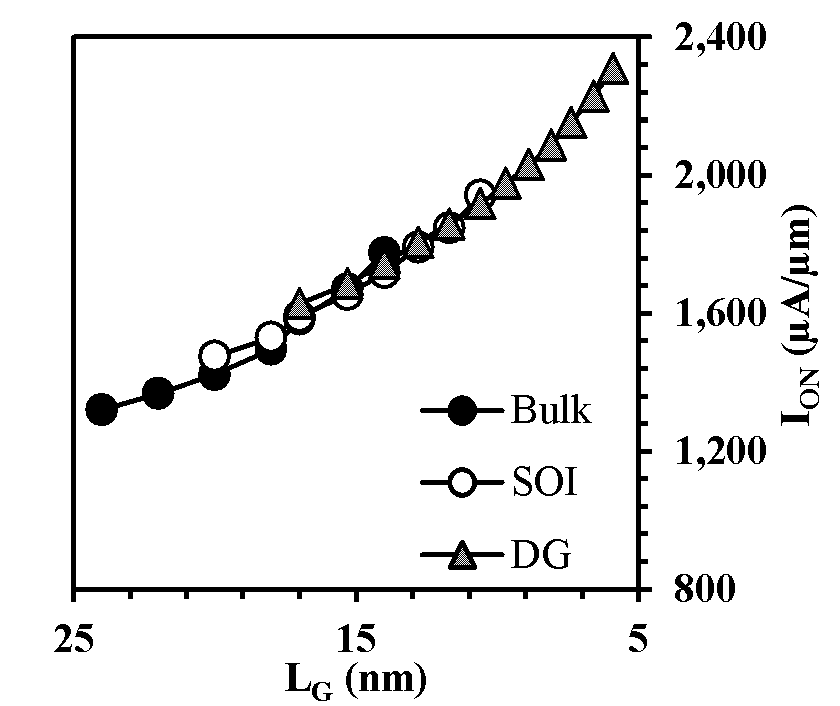 2,400
2,000
1,600
1,200
800
I_ON (µA/µm)
Bulk
SOI
DG
25
15
5
L_G (nm)